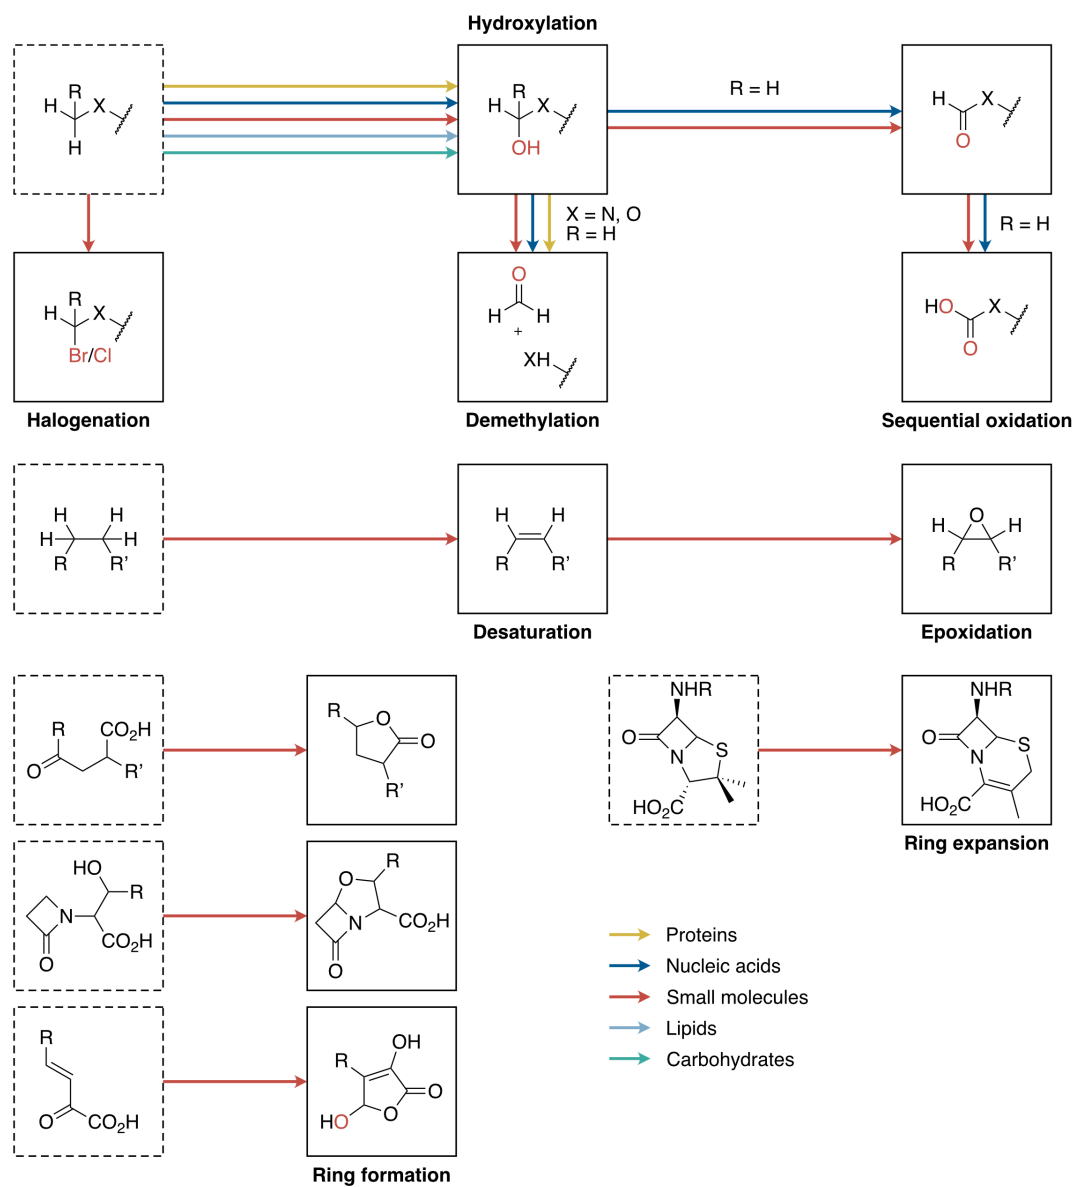 Hydroxylation
R
H X
H
R
H X
OH
R = H
H X
O
X = N, O
R = H
R = H
R
H X
Br/Cl
O
H H
+
XH
HO X
O
Halogenation
Demethylation
Sequential oxidation
H H
H H
R R'
H H
R R'
O
H H
R R'
Desaturation
Epoxidation
R CO₂H
O R'
R O
O
R'
NHR
O
N S
HO₂C
NHR
O
N S
HO₂C
Ring expansion
HO
N R
CO₂H
O
R
O
N CO₂H
O
Proteins
Nucleic acids
Small molecules
Lipids
Carbohydrates
R
O CO₂H
OH
R
O
HO O
Ring formation